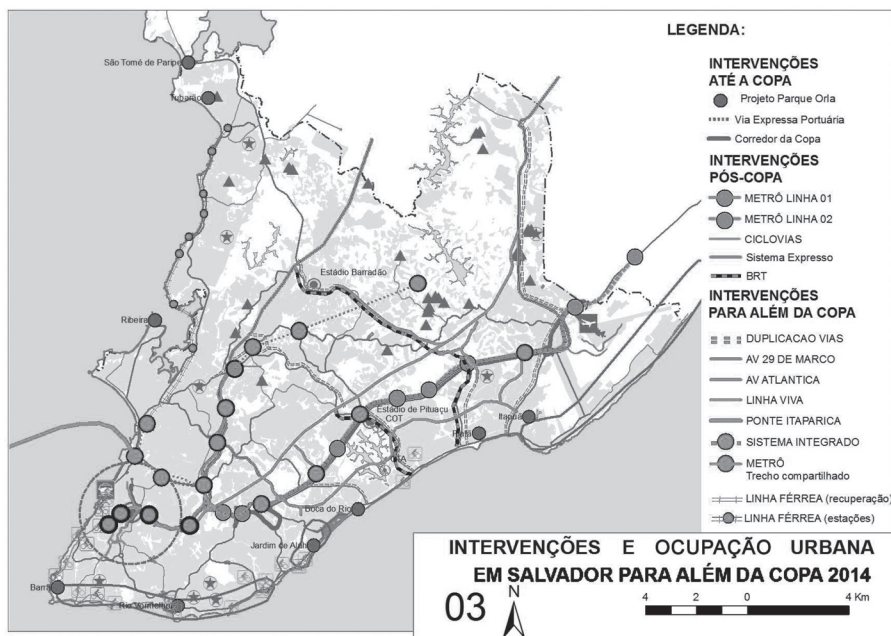 São Tomé de Paripe
Tubarão
Ribeira
Estádio Barradão
Estádio de Pituaçu
COT
Itapuã
Boca do Rio
Jardim de Alah
Barra
Rio Vermelho
LEGENDA:
INTERVENÇÕES
ATÉ A COPA
Projeto Parque Orla
Via Expressa Portuária
Corredor da Copa
INTERVENÇÕES
PÓS-COPA
METRÔ LINHA 01
METRÔ LINHA 02
CICLOVIAS
Sistema Expresso
BRT
INTERVENÇÕES
PARA ALÉM DA COPA
DUPLICACAO VIAS
AV 29 DE MARCO
AV ATLANTICA
LINHA VIVA
PONTE ITAPARICA
SISTEMA INTEGRADO
METRÔ
Trecho compartilhado
LINHA FÉRREA (recuperação)
LINHA FÉRREA (estações)
INTERVENÇÕES E OCUPAÇÃO URBANA
EM SALVADOR PARA ALÉM DA COPA 2014
03
N
4 2 0 4 Km